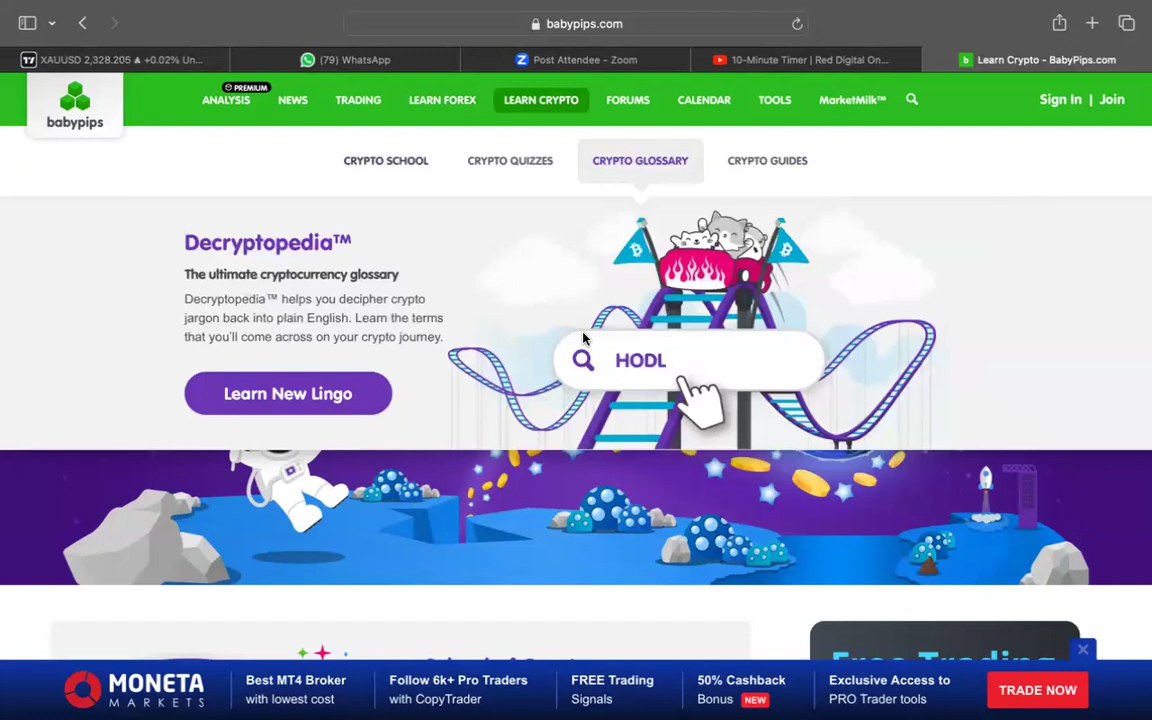 babypips.com
XAUUSD 2,328.205 ▲ +0.02% Un...
(79) WhatsApp
Post Attendee - Zoom
10-Minute Timer | Red Digital On...
Learn Crypto - BabyPips.com
babypips
PREMIUM
ANALYSIS
NEWS
TRADING
LEARN FOREX
LEARN CRYPTO
FORUMS
CALENDAR
TOOLS
MarketMilk™
Sign In | Join
CRYPTO SCHOOL
CRYPTO QUIZZES
CRYPTO GLOSSARY
CRYPTO GUIDES
Decryptopedia™
The ultimate cryptocurrency glossary
Decryptopedia™ helps you decipher crypto
jargon back into plain English. Learn the terms
that you'll come across on your crypto journey.
Learn New Lingo
HODL
Free Trading
MONETA
MARKETS
Best MT4 Broker
with lowest cost
Follow 6k+ Pro Traders
with CopyTrader
FREE Trading
Signals
50% Cashback
Bonus NEW
Exclusive Access to
PRO Trader tools
TRADE NOW